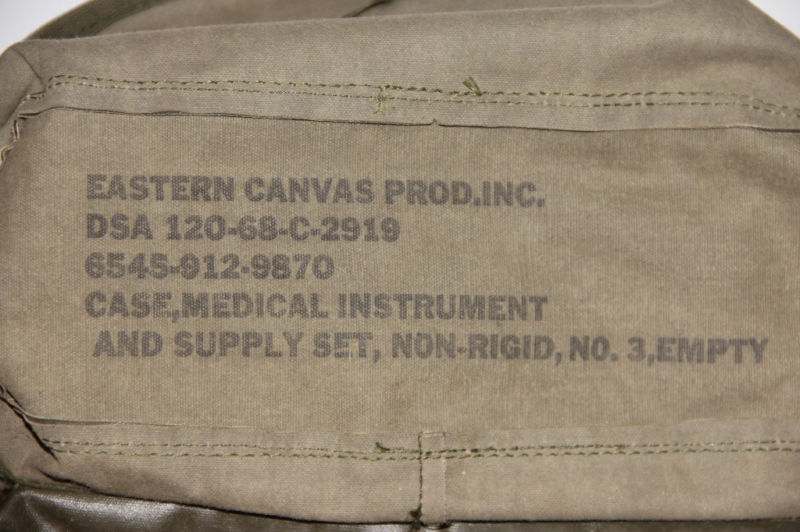 EASTERN CANVAS PROD.INC.
DSA 120-68-C-2919
6545-912-9870
CASE,MEDICAL INSTRUMENT
AND SUPPLY SET, NON-RIGID, NO. 3,EMPTY